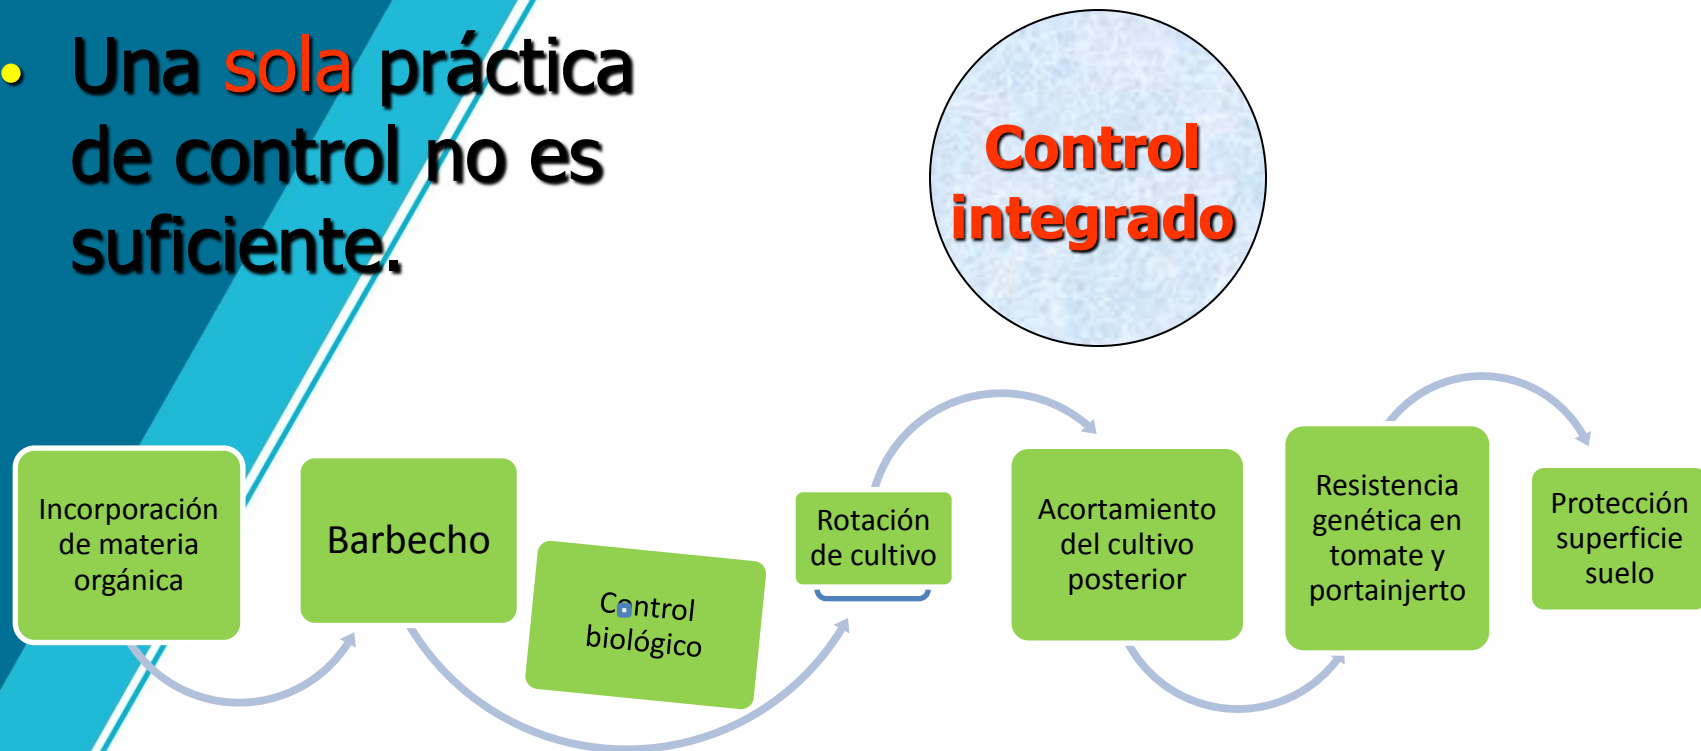 • Una sola práctica
de control no es
suficiente.
Control
integrado
Incorporación
de materia
orgánica
Barbecho
Control
biológico
Rotación
de cultivo
Acortamiento
del cultivo
posterior
Resistencia
genética en
tomate y
portainjerto
Protección
superficie
suelo